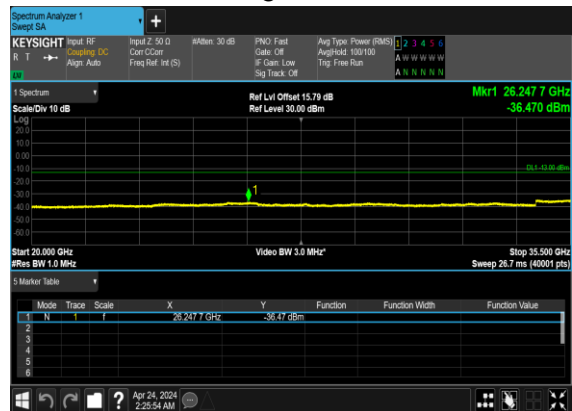 Spectrum Analyzer 1
Swept SA
+
KEYSIGHT Input: RF Input Z: 50 Ω #Atten: 30 dB PNO: Fast Avg Type: Power (RMS) 1 2 3 4 5 6
R T Coupling: DC Corr CCorr Gate: Off Avg|Hold: 100/100 A W W W W W
Align: Auto Freq Ref: Int (S) IF Gain: Low Trig: Free Run
Sig Track: Off A N N N N N
1 Spectrum
Ref Lvl Offset 15.79 dB Mkr1 26.247 7 GHz
Scale/Div 10 dB Ref Level 30.00 dBm -36.470 dBm
Log
20.0
10.0
0.00
-10.0 DL1 -13.00 dBm
-20.0
1
-30.0
-40.0
-50.0
-60.0
Start 20.000 GHz Video BW 3.0 MHz* Stop 35.500 GHz
#Res BW 1.0 MHz Sweep 26.7 ms (40001 pts)
5 Marker Table
Mode Trace Scale X Y Function Function Width Function Value
1 N 1 f 26.247 7 GHz -36.47 dBm
2
3
4
5
6
? Apr 24, 2024
2:25:54 AM